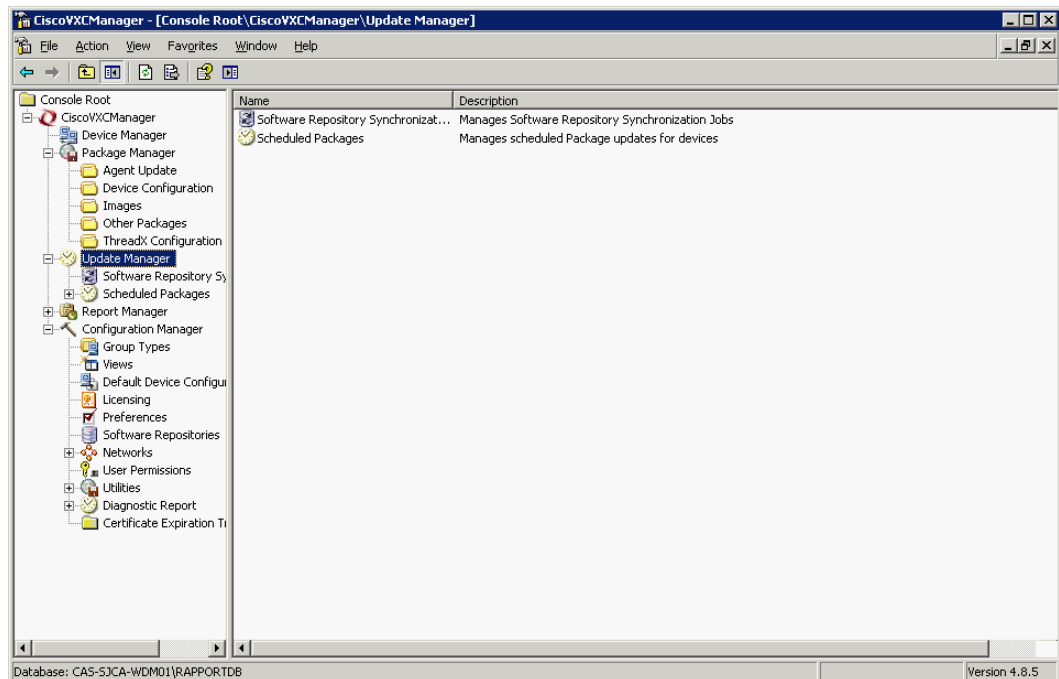 CiscoVXCManager - [Console Root\CiscoVXCManager\Update Manager]
File Action View Favorites Window Help
Console Root
CiscoVXCManager
Device Manager
Package Manager
Agent Update
Device Configuration
Images
Other Packages
ThreadX Configuration
Update Manager
Software Repository Sy
Scheduled Packages
Report Manager
Configuration Manager
Group Types
Views
Default Device Configur
Licensing
Preferences
Software Repositories
Networks
User Permissions
Utilities
Diagnostic Report
Certificate Expiration Tr
Name Description
Software Repository Synchronizat... Manages Software Repository Synchronization Jobs
Scheduled Packages Manages scheduled Package updates for devices
Database: CAS-SJCA-WDM01\RAPPORTDB Version 4.8.5